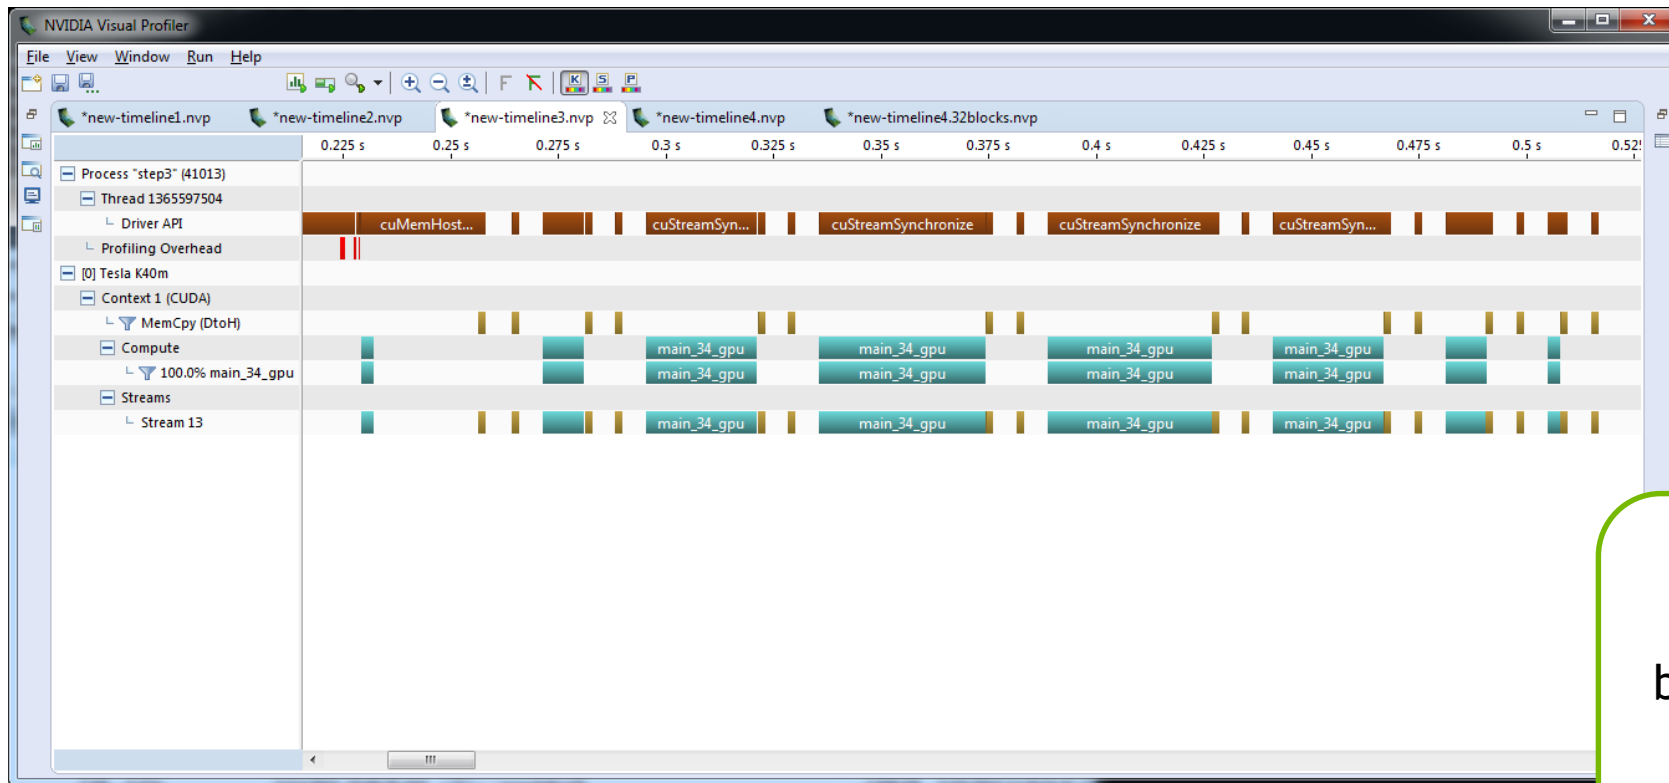 NVIDIA Visual Profiler
File View Window Run Help
F K S P
*new-timeline1.nvp *new-timeline2.nvp *new-timeline3.nvp *new-timeline4.nvp *new-timeline4.32blocks.nvp
0.225 s 0.25 s 0.275 s 0.3 s 0.325 s 0.35 s 0.375 s 0.4 s 0.425 s 0.45 s 0.475 s 0.5 s 0.52
Process "step3" (41013)
Thread 1365597504
Driver API cuMemHost... cuStreamSyn... cuStreamSynchronize cuStreamSynchronize cuStreamSyn...
Profiling Overhead
[0] Tesla K40m
Context 1 (CUDA)
MemCpy (DtoH)
Compute main_34_gpu main_34_gpu main_34_gpu main_34_gpu
100.0% main_34_gpu main_34_gpu main_34_gpu main_34_gpu main_34_gpu
Streams
Stream 13 main_34_gpu main_34_gpu main_34_gpu main_34_gpu
b